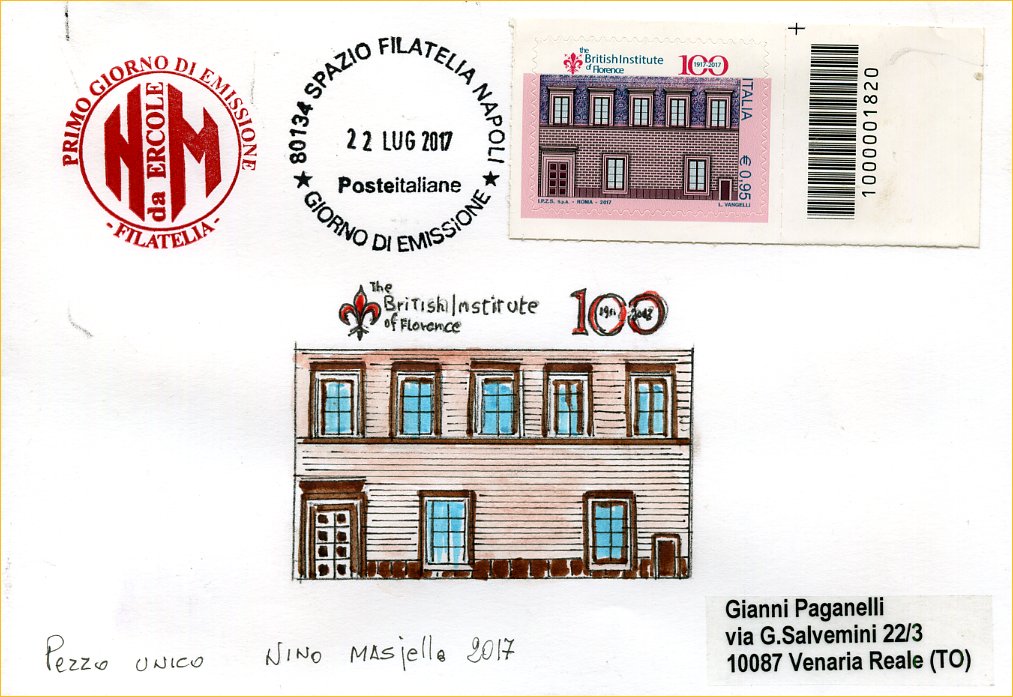 PRIMO GIORNO DI EMISSIONE
NM
da ERCOLE
- FILATELIA -
80134 SPAZIO FILATELIA NAPOLI
22 LUG 2017
Posteitaliane
★ GIORNO DI EMISSIONE ★
the
British Institute
of Florence
100
1917-2017
ITALIA
€ 0,95
I.P.Z.S. S.p.A. - ROMA - 2017
L. VANGELLI
1000001820
The
British Institute
of Florence
100
Pezzo unico Nino Masiello 2017
Gianni Paganelli
via G.Salvemini 22/3
10087 Venaria Reale (TO)